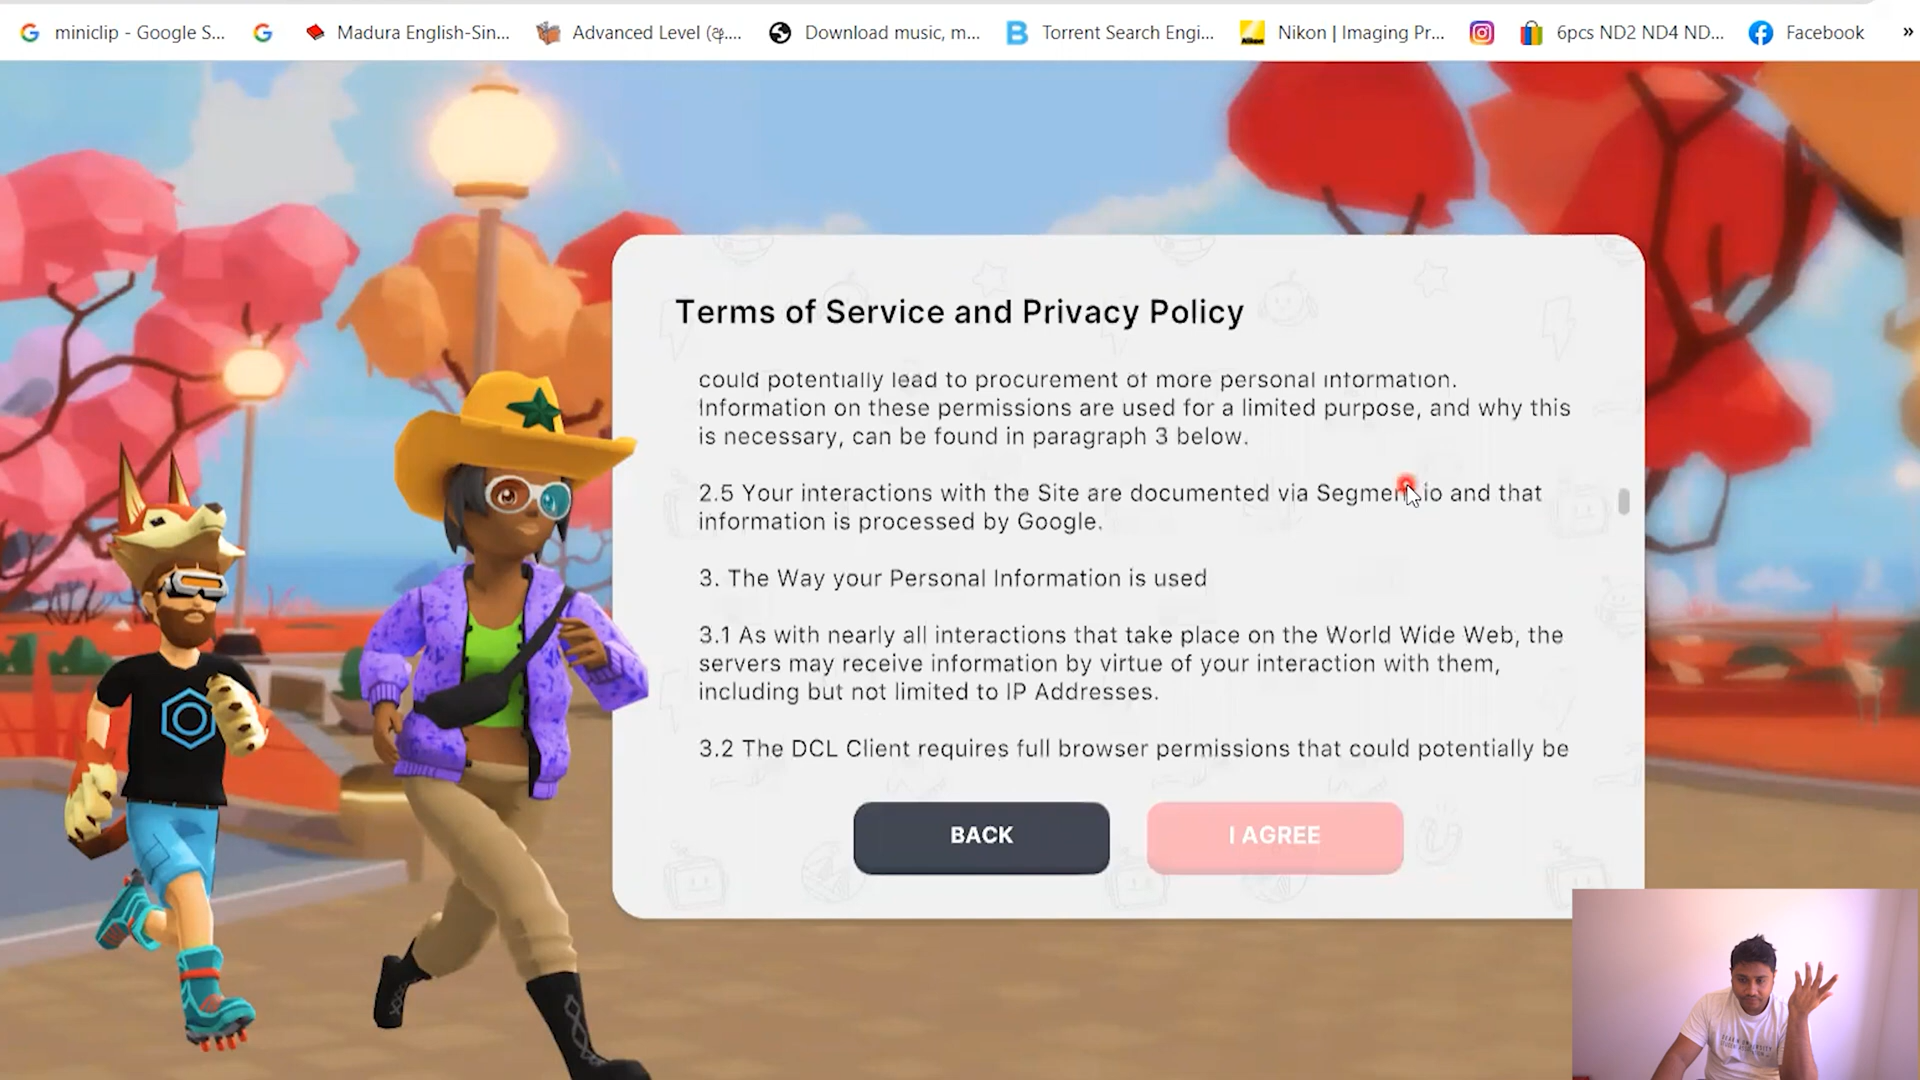 miniclip - Google S...
Madura English-Sin...
Advanced Level (අ....
Download music, m...
Torrent Search Engi...
Nikon | Imaging Pr...
6pcs ND2 ND4 ND...
Facebook
»
Terms of Service and Privacy Policy
could potentially lead to procurement of more personal information.
Information on these permissions are used for a limited purpose, and why this
is necessary, can be found in paragraph 3 below.
2.5 Your interactions with the Site are documented via Segment.io and that
information is processed by Google.
3. The Way your Personal Information is used
3.1 As with nearly all interactions that take place on the World Wide Web, the
servers may receive information by virtue of your interaction with them,
including but not limited to IP Addresses.
3.2 The DCL Client requires full browser permissions that could potentially be
BACK
I AGREE